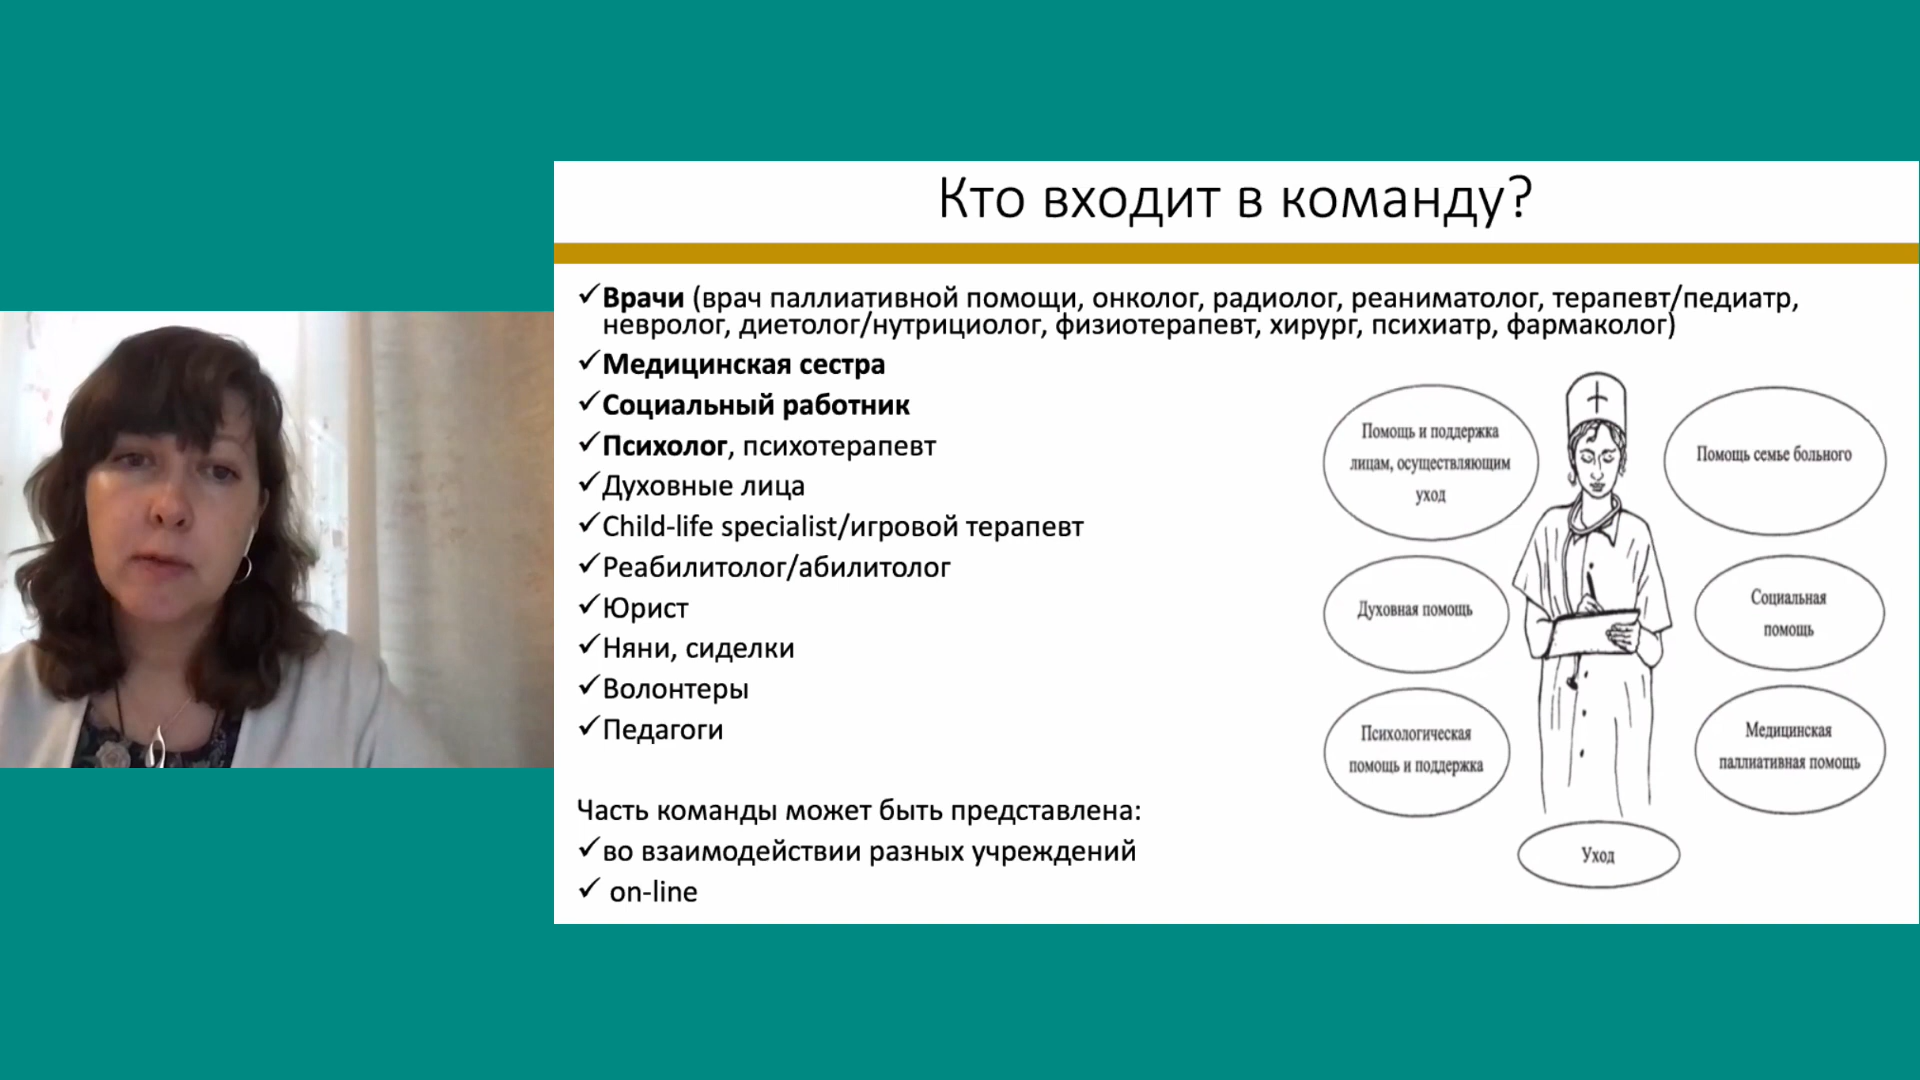 Кто входит в команду?
Врачи (врач паллиативной помощи, онколог, радиолог, реаниматолог, терапевт/педиатр,
невролог, диетолог/нутрициолог, физиотерапевт, хирург, психиатр, фармаколог)
Медицинская сестра
Социальный работник
Психолог, психотерапевт
Духовные лица
Child-life specialist/игровой терапевт
Реабилитолог/абилитолог
Юрист
Няни, сиделки
Волонтеры
Педагоги
Часть команды может быть представлена:
во взаимодействии разных учреждений
on-line
Помощь и поддержка
лицам, осуществляющим
уход
Помощь семье больного
Духовная помощь
Социальная
помощь
Психологическая
помощь и поддержка
Медицинская
паллиативная помощь
Уход